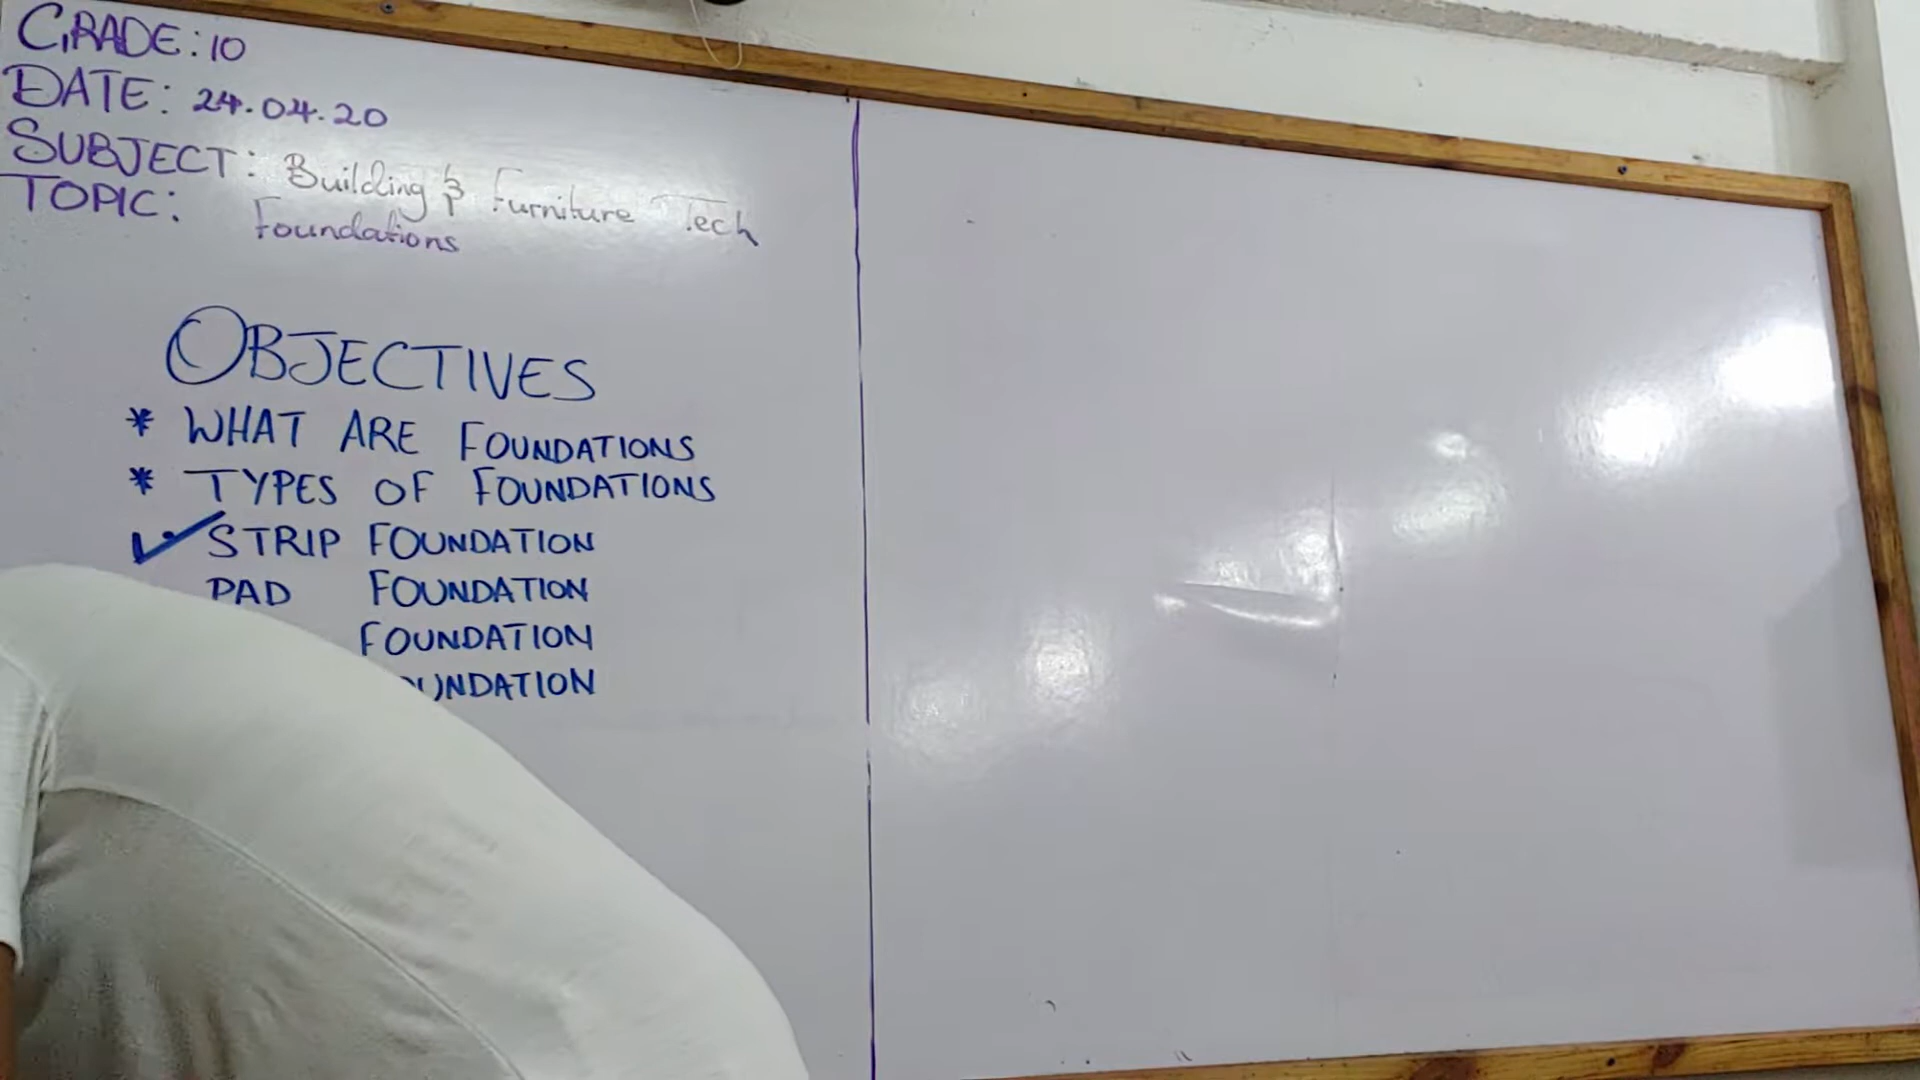 GRADE: 10
DATE: 24.04.20
SUBJECT: Building & Furniture Tech
TOPIC: Foundations
OBJECTIVES
* WHAT ARE FOUNDATIONS
* TYPES OF FOUNDATIONS
✓ STRIP FOUNDATION
PAD FOUNDATION
FOUNDATION
UNDATION